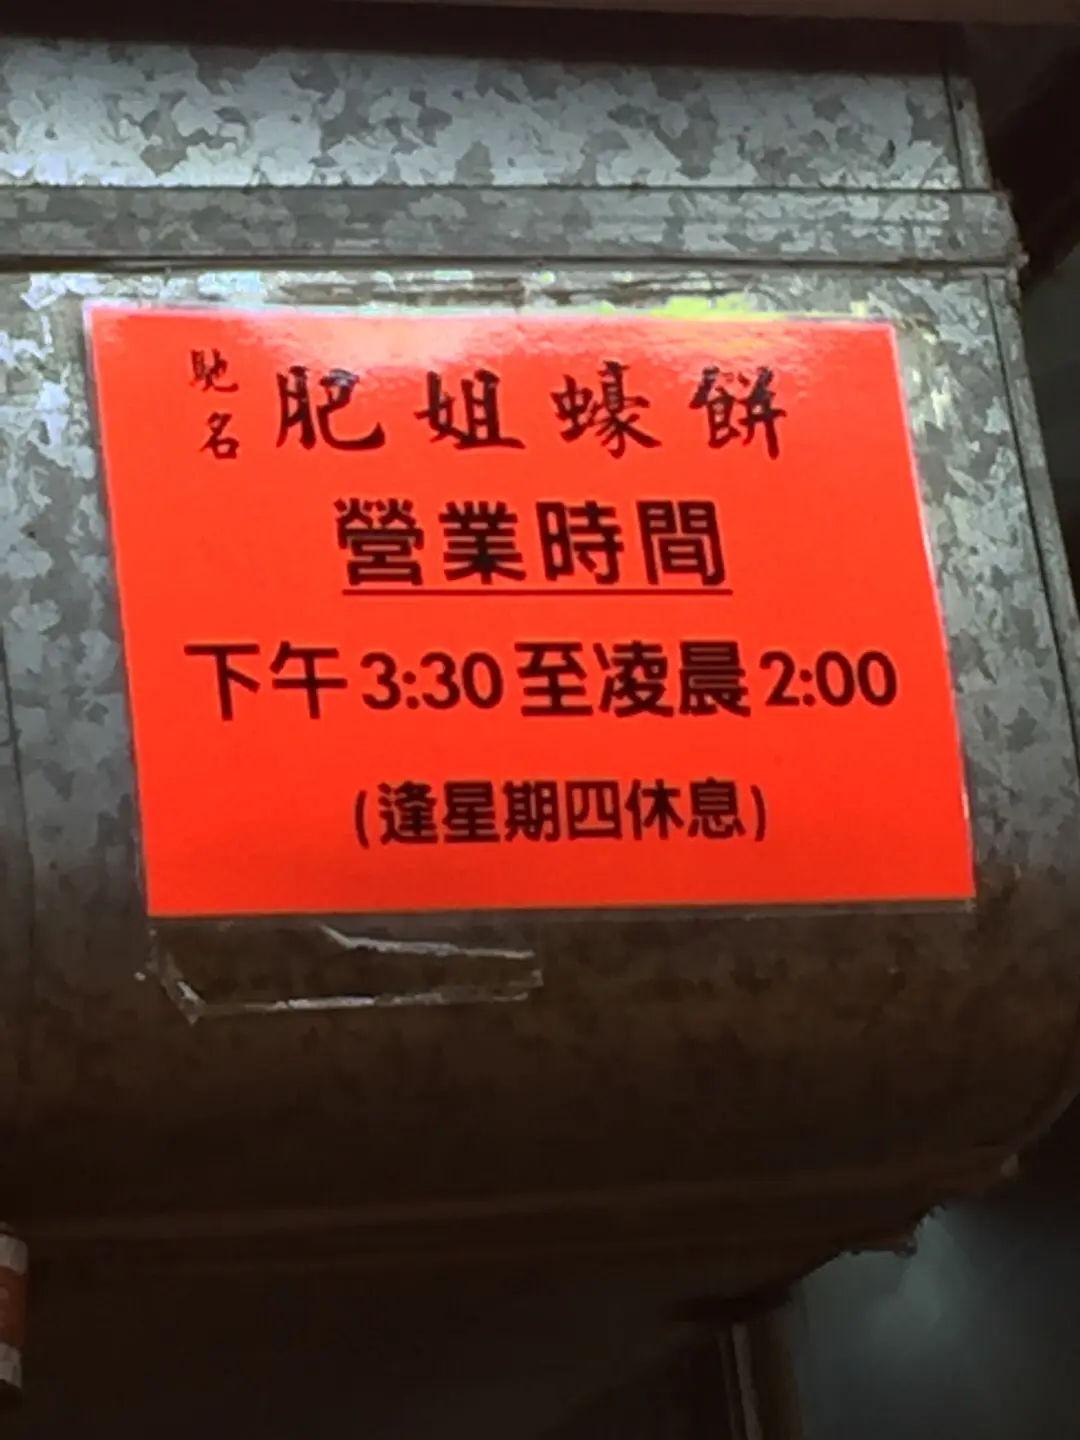 馳名 肥姐蠔餅
營業時間
下午3:30至凌晨2:00
(逢星期四休息)